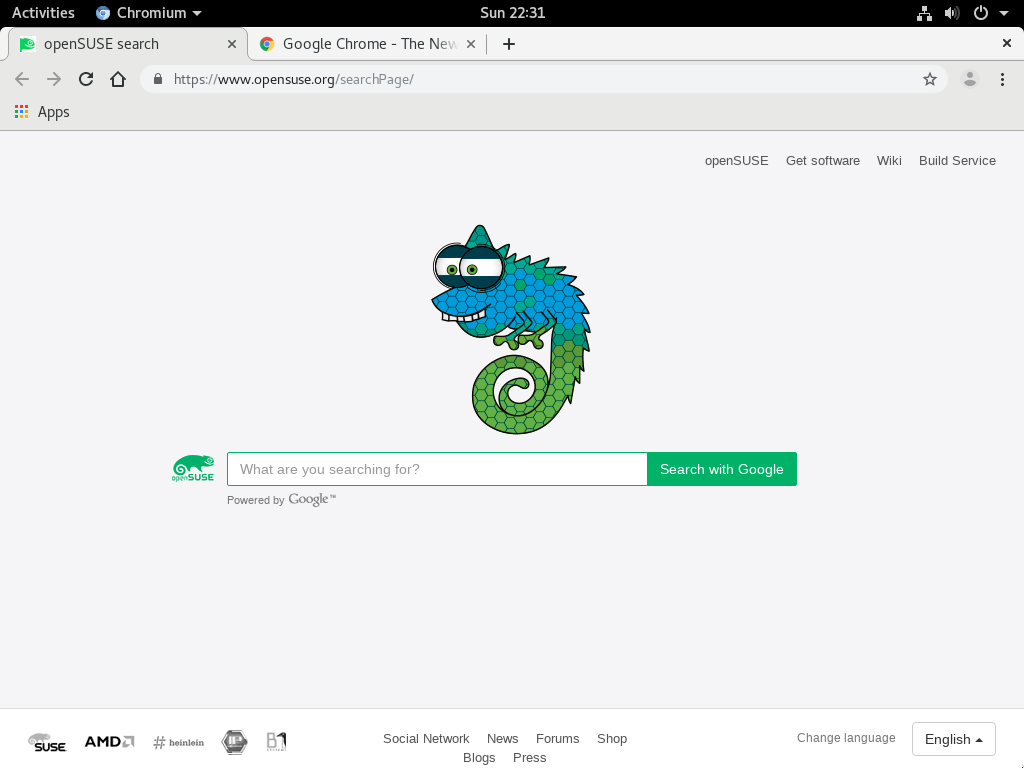 Activities Chromium Sun 22:31
openSUSE search Google Chrome - The New
https://www.opensuse.org/searchPage/
Apps
openSUSE Get software Wiki Build Service
openSUSE What are you searching for? Search with Google
Powered by Google™
SUSE AMD # heinlein B1 Social Network News Forums Shop Change language English
Blogs Press